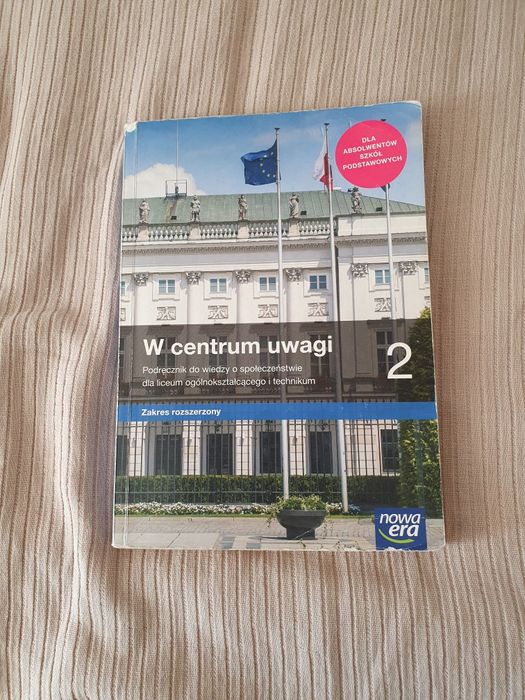 DLA
ABSOLWENTÓW
SZKÓŁ
PODSTAWOWYCH
W centrum uwagi
2
Podręcznik do wiedzy o społeczeństwie
dla liceum ogólnokształcącego i technikum
Zakres rozszerzony
nowa
era